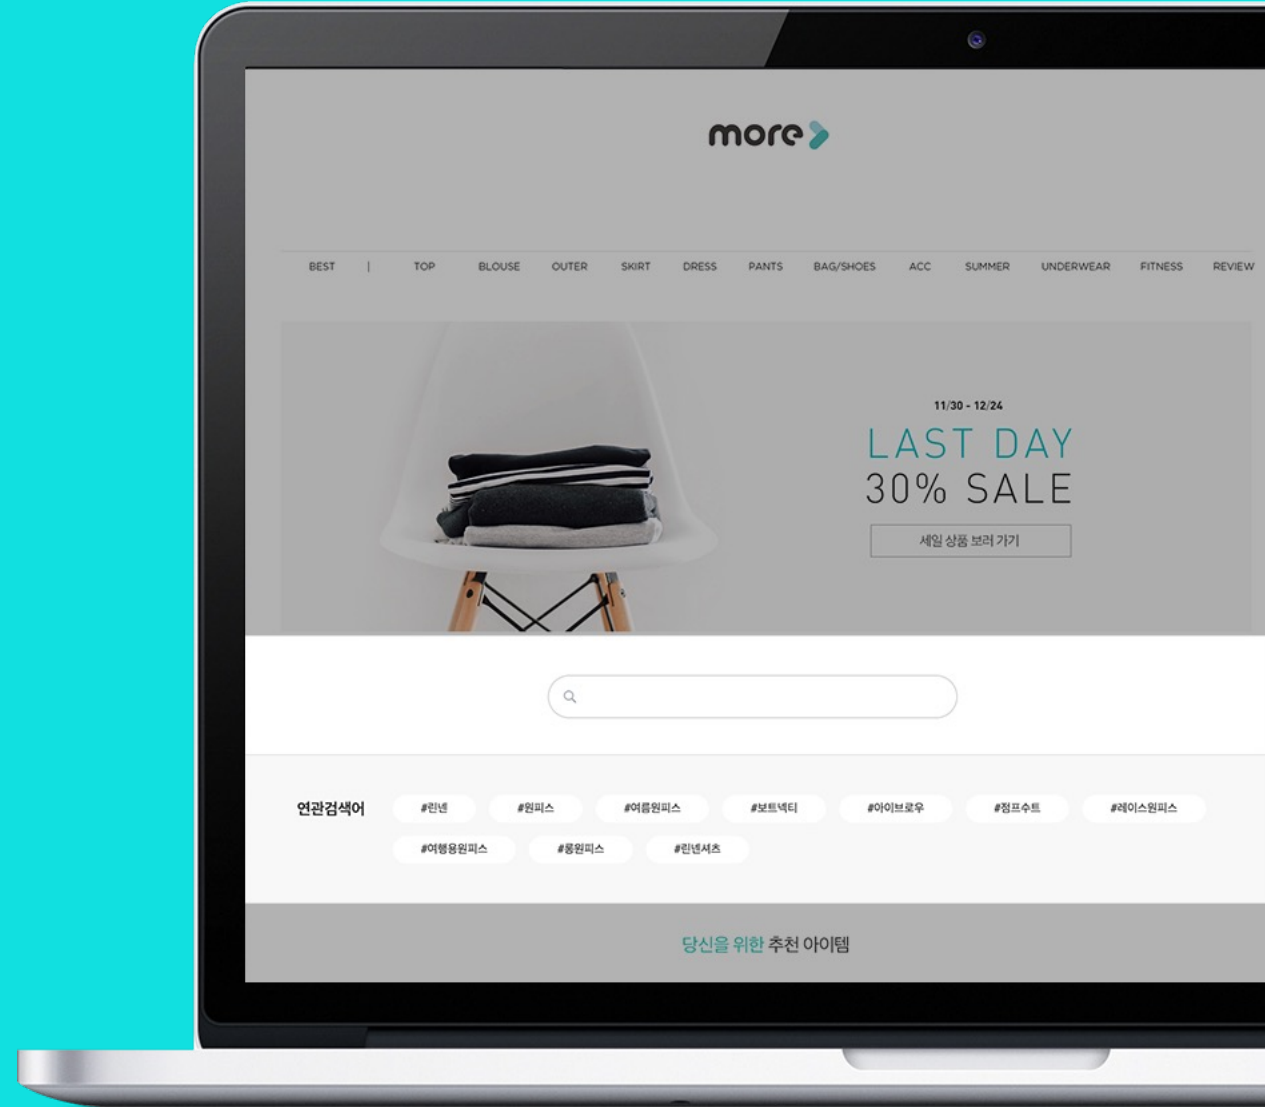 more
BEST | TOP BLOUSE OUTER SKIRT DRESS PANTS BAG/SHOES ACC SUMMER UNDERWEAR FITNESS REVIEW
11/30 - 12/24
LAST DAY
30% SALE
세일 상품 보러 가기
연관검색어 #린넨 #원피스 #여름원피스 #보트넥티 #아이브로우 #점프수트 #레이스원피스
#여행용원피스 #롱원피스 #린넨셔츠
당신을 위한 추천 아이템